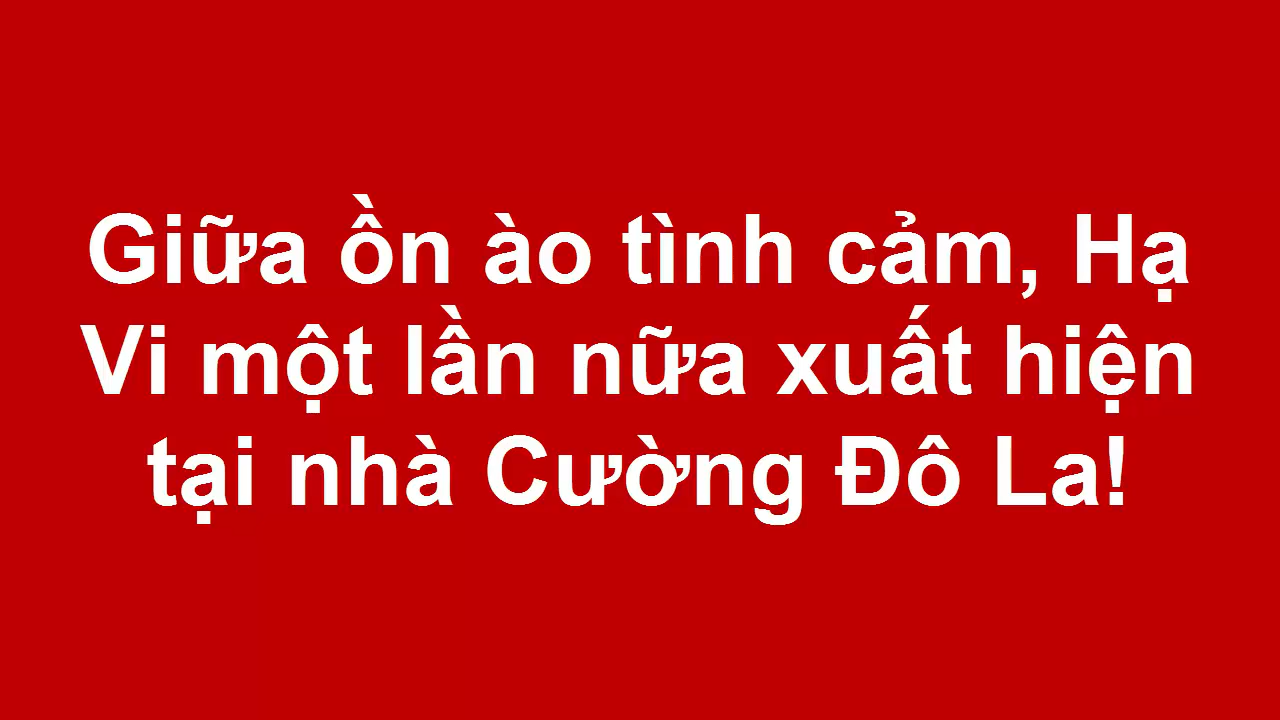 Giữa ồn ào tình cảm, Hạ
Vi một lần nữa xuất hiện
tại nhà Cường Đô La!